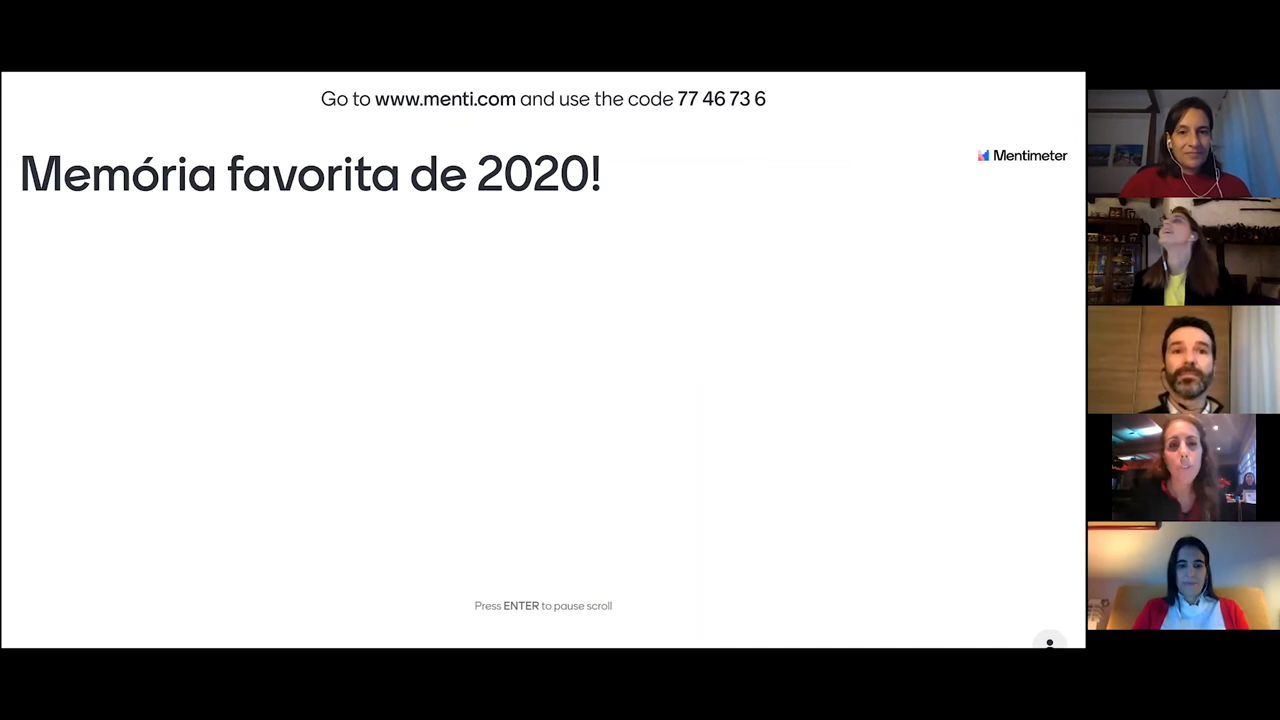 Go to www.menti.com and use the code 77 46 73 6
Mentimeter
Memória favorita de 2020!
Press ENTER to pause scroll